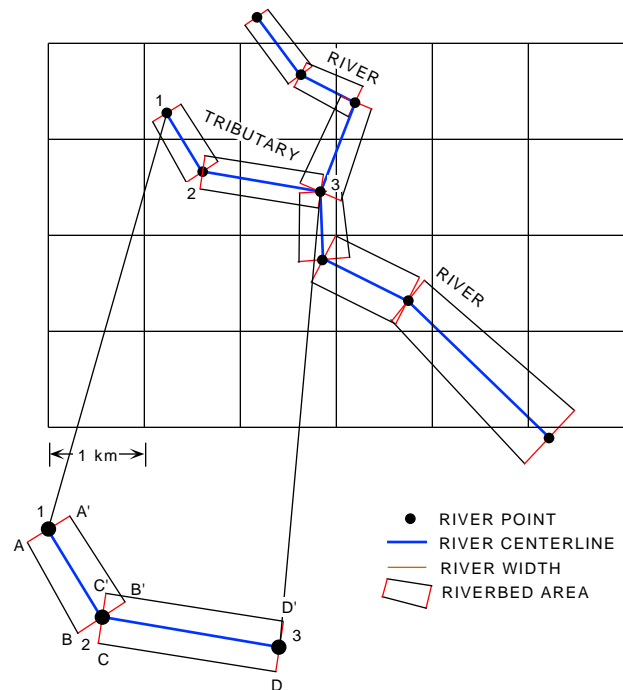 RIVER
1
TRIBUTARY
3
2
RIVER
1 km
1
A'
A
C'
B'
B
2
C
D'
3
D
RIVER POINT
RIVER CENTERLINE
RIVER WIDTH
RIVERBED AREA